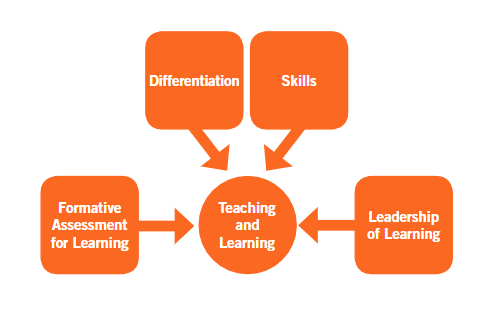 Differentiation
Skills
Formative
Assessment
for Learning
Teaching
and
Learning
Leadership
of Learning